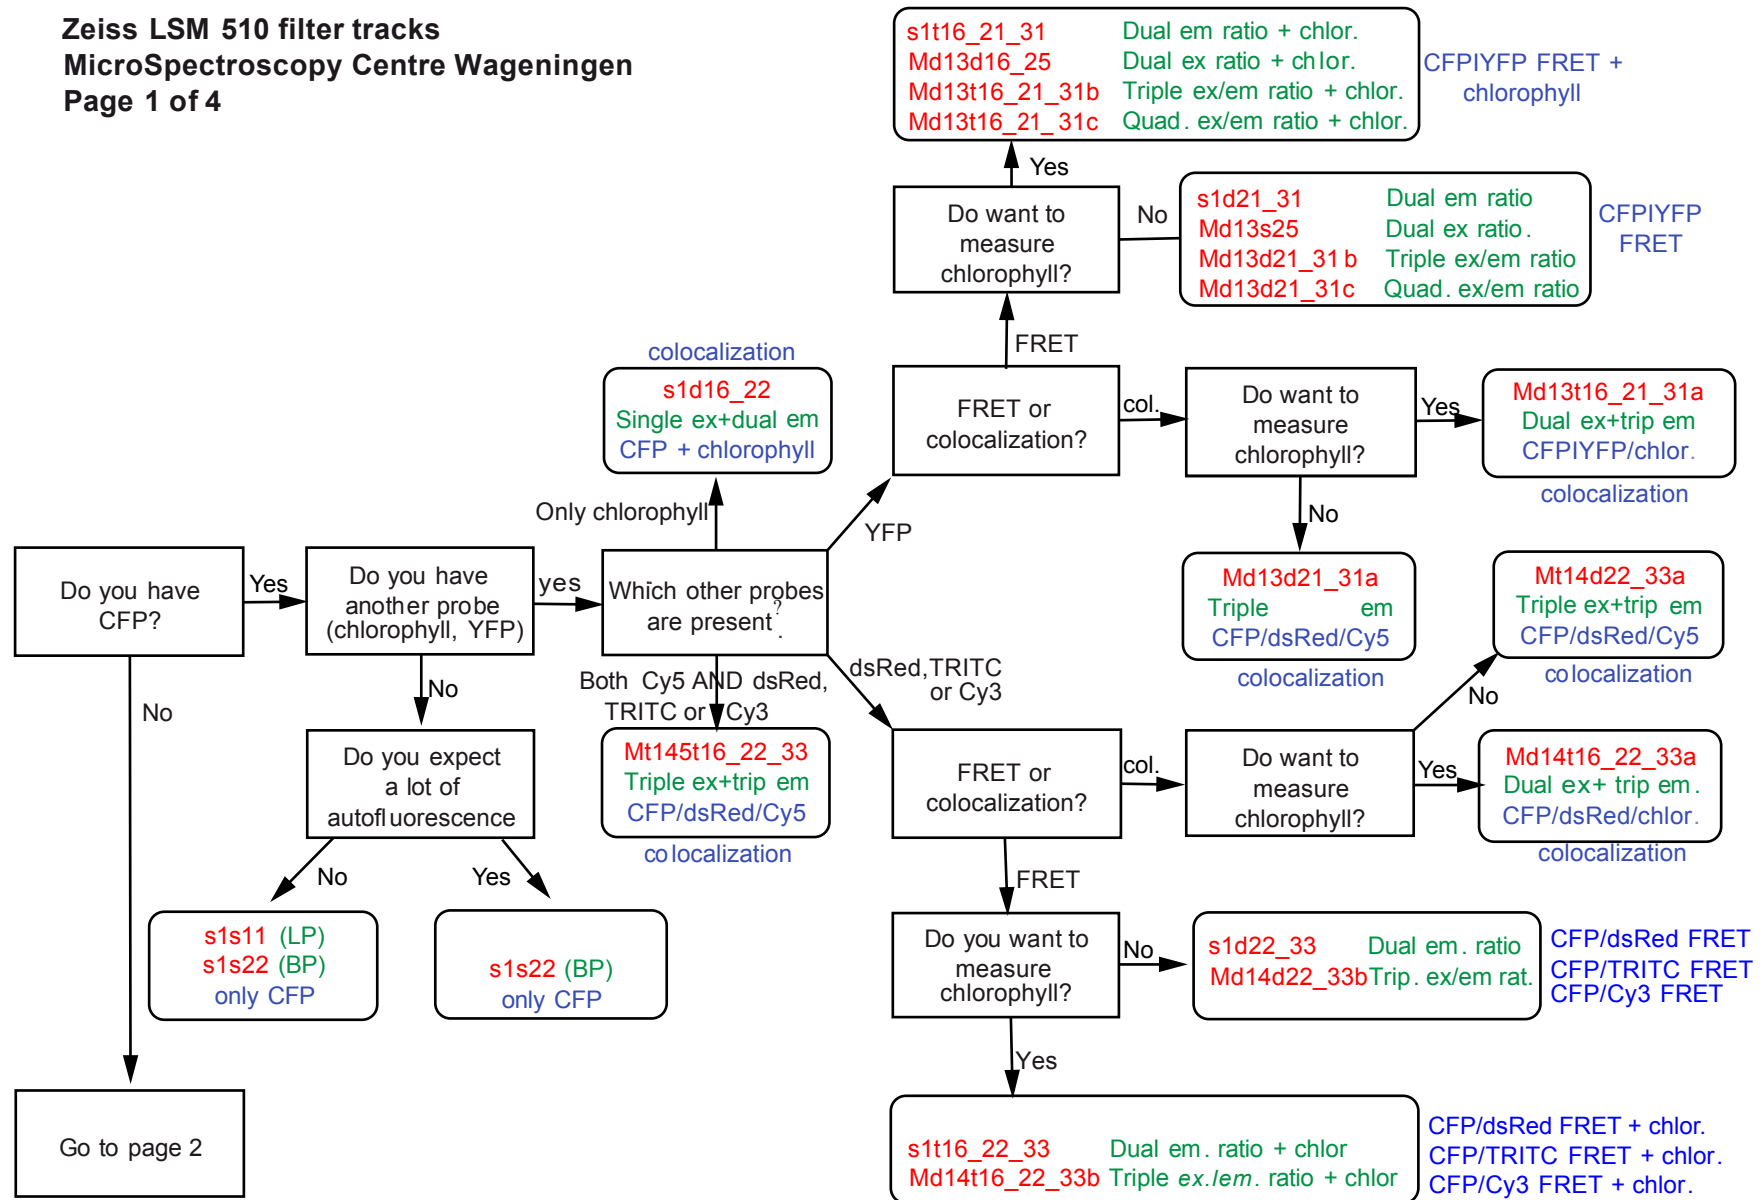 Zeiss LSM 510 filter tracks
MicroSpectroscopy Centre Wageningen
Page 1 of 4
s1t16_21_31 Dual em ratio + chlor.
Md13d16_25 Dual ex ratio + chlor.
Md13t16_21_31b Triple ex/em ratio + chlor.
Md13t16_21_31c Quad. ex/em ratio + chlor.
CFPIYFP FRET +
chlorophyll
Yes
Do want to
measure
chlorophyll?
No
s1d21_31 Dual em ratio
Md13s25 Dual ex ratio.
Md13d21_31b Triple ex/em ratio
Md13d21_31c Quad. ex/em ratio
CFPIYFP
FRET
FRET
colocalization
s1d16_22
Single ex+dual em
CFP + chlorophyll
Only chlorophyll
FRET or
colocalization?
col.
Do want to
measure
chlorophyll?
Yes
Md13t16_21_31a
Dual ex+trip em
CFPIYFP/chlor.
colocalization
YFP
No
Do you have
CFP?
Yes
Do you have
another probe
(chlorophyll, YFP)
yes
Which other probes
are present?
.
Md13d21_31a
Triple em
CFP/dsRed/Cy5
colocalization
Mt14d22_33a
Triple ex+trip em
CFP/dsRed/Cy5
colocalization
No
No
No
Both Cy5 AND dsRed,
TRITC or Cy3
dsRed,TRITC
or Cy3
Do you expect
a lot of
autofluorescence
Mt145t16_22_33
Triple ex+trip em
CFP/dsRed/Cy5
colocalization
FRET or
colocalization?
col.
Do want to
measure
chlorophyll?
Yes
Md14t16_22_33a
Dual ex+ trip em.
CFP/dsRed/chlor.
colocalization
No
Yes
FRET
s1s11 (LP)
s1s22 (BP)
only CFP
s1s22 (BP)
only CFP
Do you want to
measure
chlorophyll?
No
s1d22_33 Dual em. ratio
Md14d22_33b Trip. ex/em rat.
CFP/dsRed FRET
CFP/TRITC FRET
CFP/Cy3 FRET
Yes
Go to page 2
s1t16_22_33 Dual em. ratio + chlor
Md14t16_22_33b Triple ex.lem. ratio + chlor
CFP/dsRed FRET + chlor.
CFP/TRITC FRET + chlor.
CFP/Cy3 FRET + chlor.